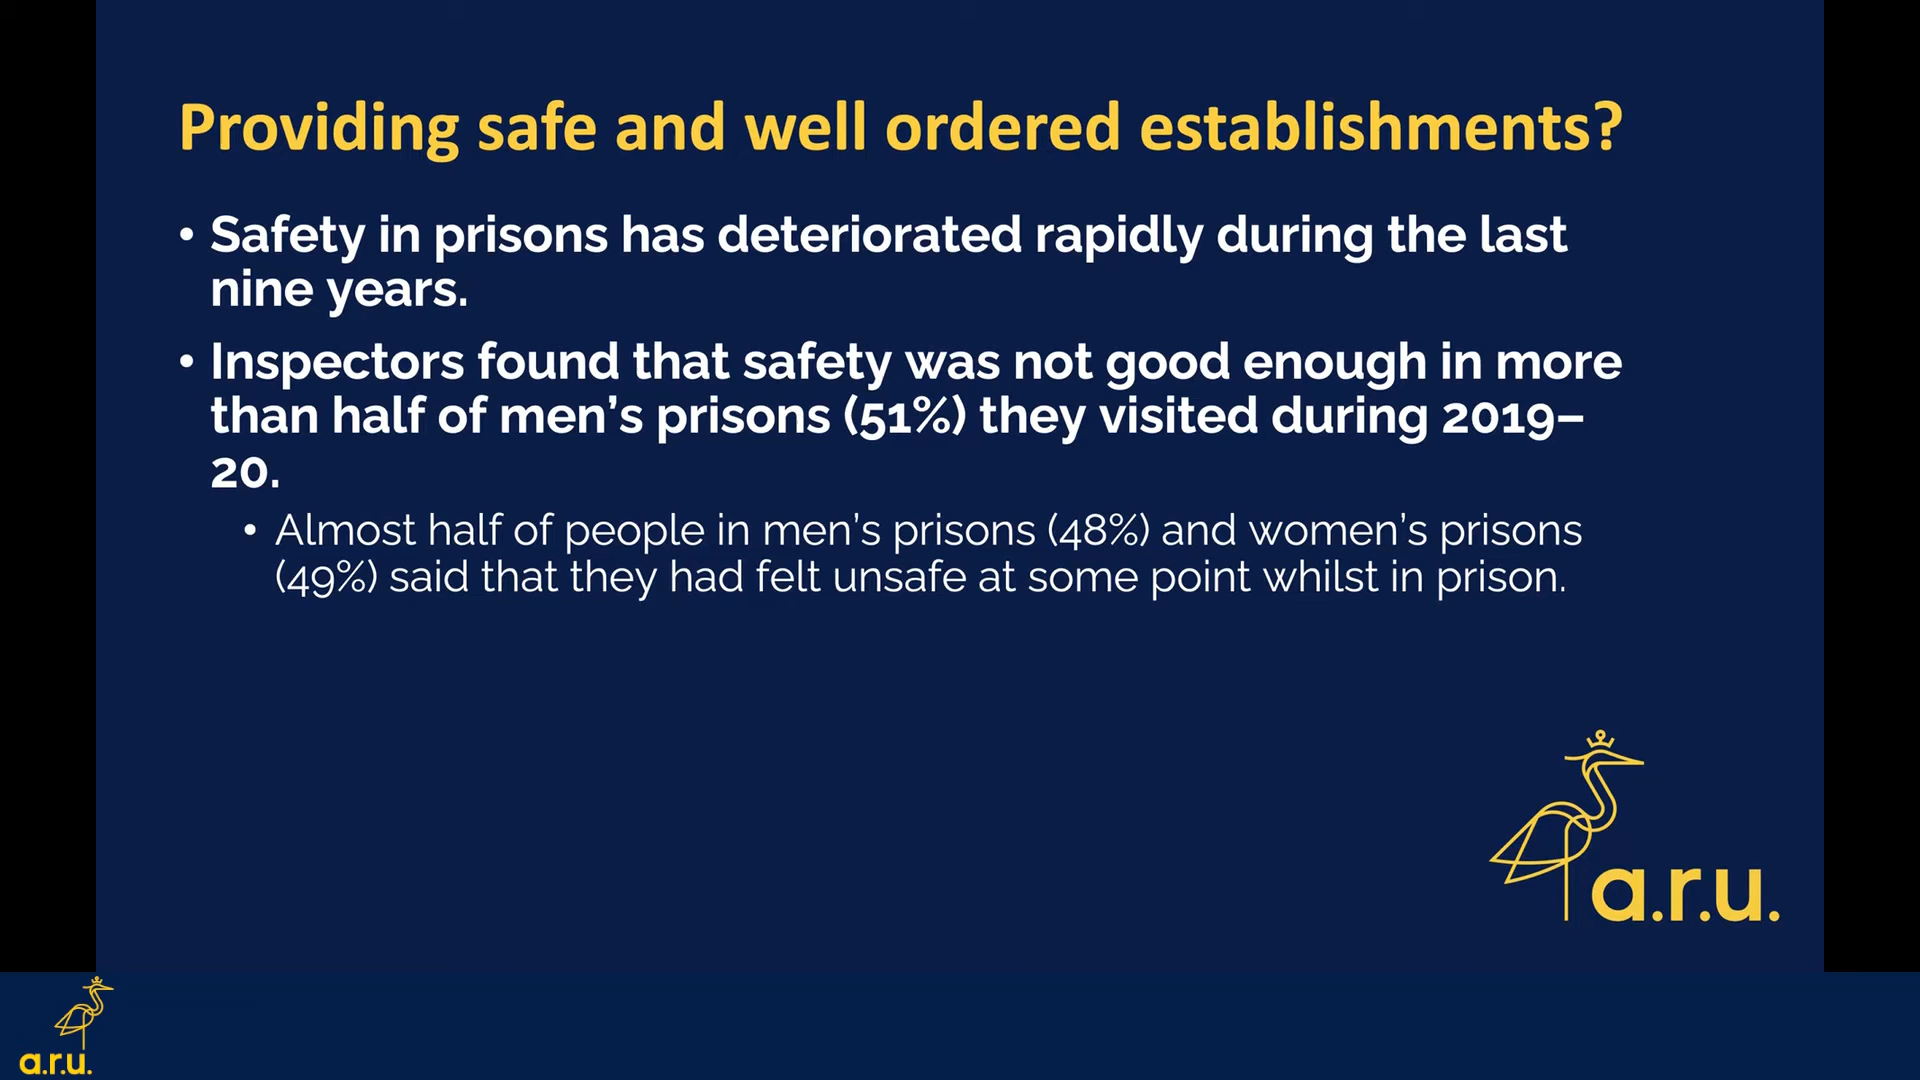 Providing safe and well ordered establishments?
• Safety in prisons has deteriorated rapidly during the last
nine years.
• Inspectors found that safety was not good enough in more
than half of men’s prisons (51%) they visited during 2019–
20.
• Almost half of people in men’s prisons (48%) and women’s prisons
(49%) said that they had felt unsafe at some point whilst in prison.
a.r.u.
a.r.u.